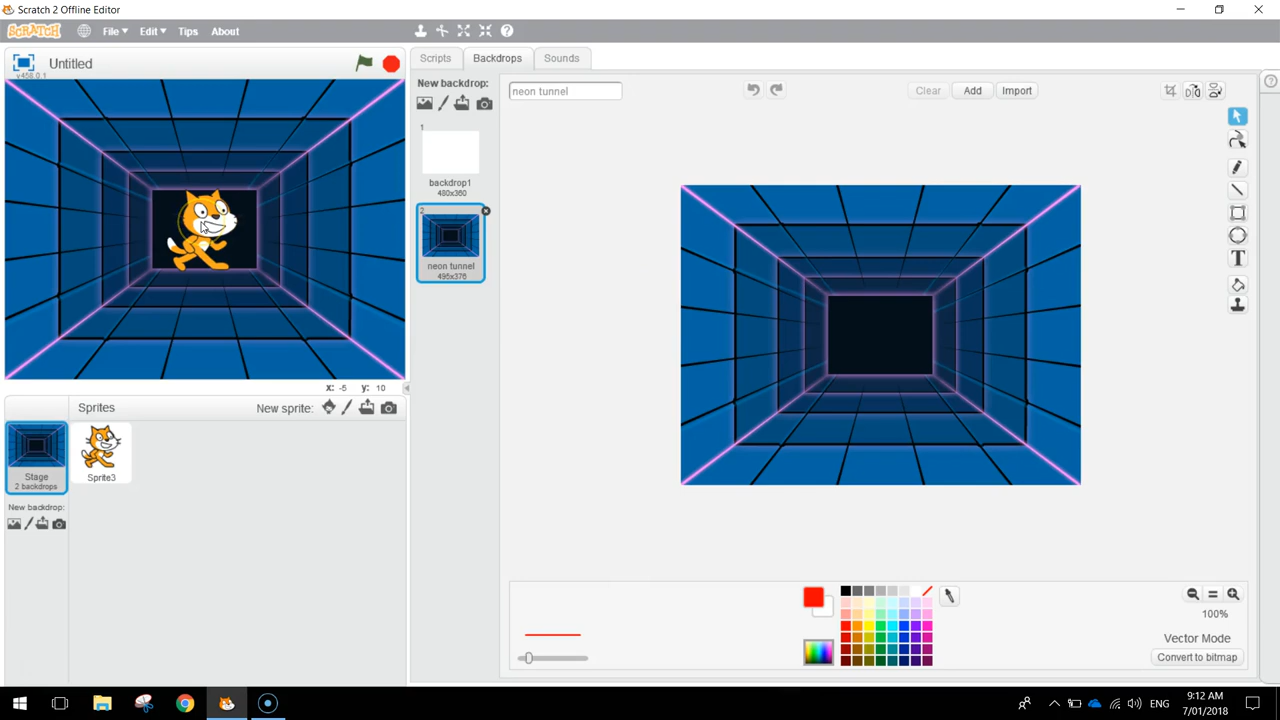 Scratch 2 Offline Editor
SCRATCH File Edit Tips About
Untitled
v456.0.1
Scripts Backdrops Sounds
New backdrop:
1
backdrop1
480x360
2
neon tunnel
495x376
neon tunnel
Clear Add Import
x: -5 y: 10
Sprites New sprite:
Stage
2 backdrops
New backdrop:
Sprite3
100%
Vector Mode
Convert to bitmap
ENG
9:12 AM
7/01/2018